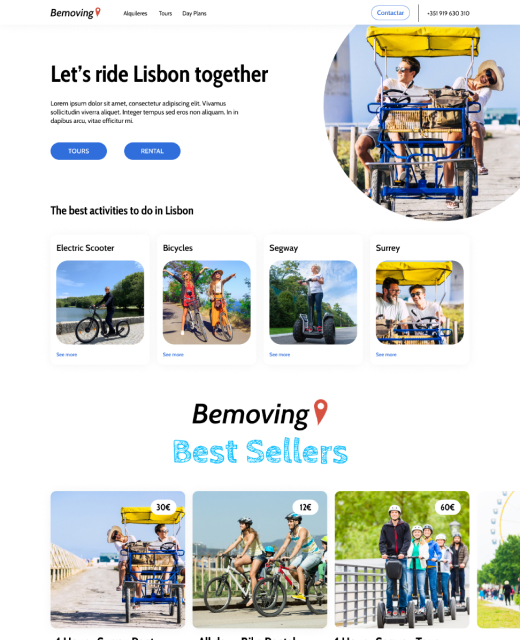 Bemoving
Alquileres Tours Day Plans
Contactar
+351 919 630 310
Let's ride Lisbon together
Lorem ipsum dolor sit amet, consectetur adipiscing elit. Vivamus
sollicitudin viverra aliquet. Integer tempus sed eros non aliquam. In in
dapibus arcu, vitae efficitur mi.
TOURS RENTAL
The best activities to do in Lisbon
Electric Scooter Bicycles Segway Surrey
See more See more See more See more
Bemoving
Best Sellers
30€ 12€ 60€